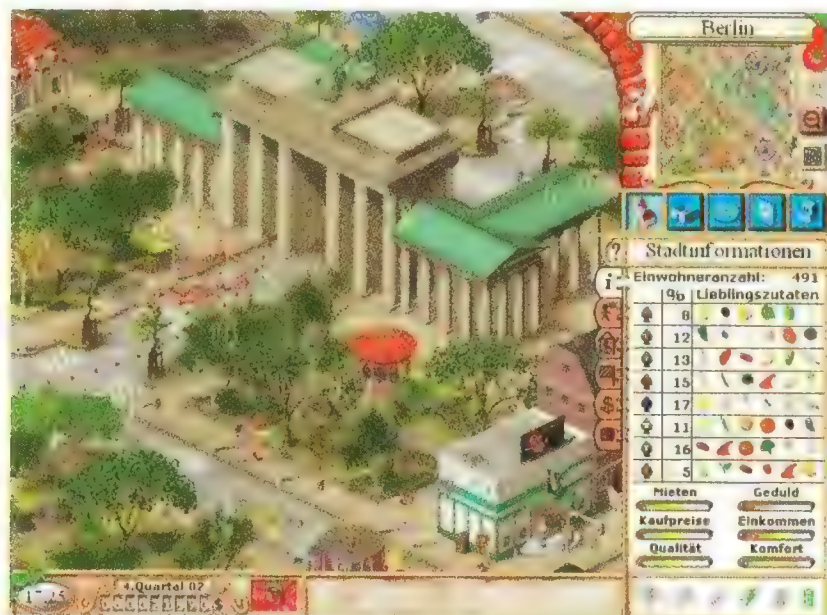 Berlin
Stadtinformationen
Einwohneranzahl: 491
% Lieblingszutaten
8
12
13
15
17
11
16
5
Mieten Geduld
Kaufpreise Einkommen
Qualität Komfort
4.Quartal 02